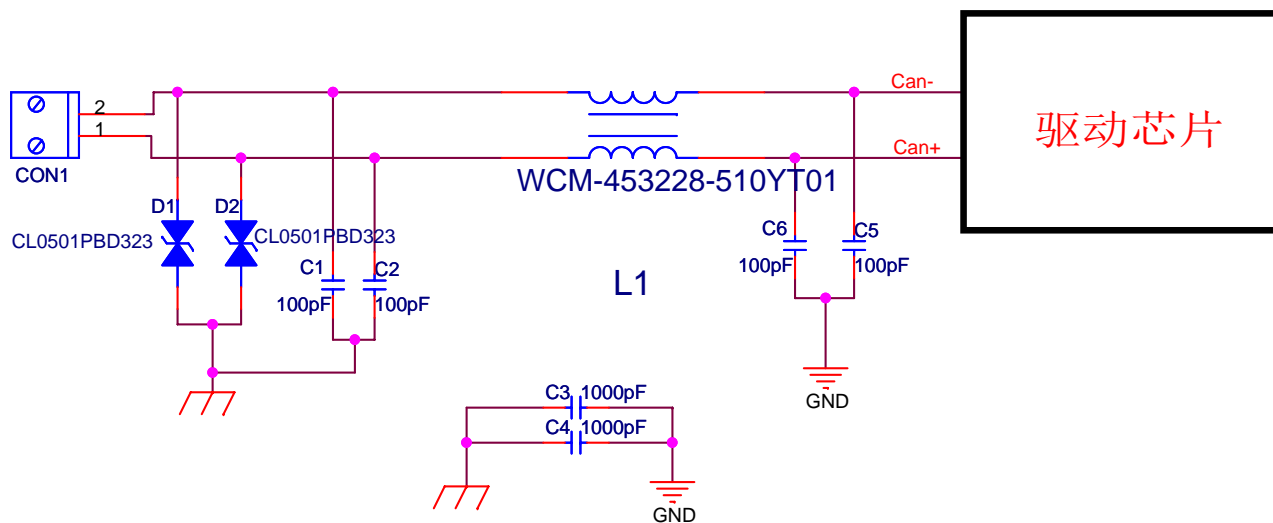 Can-
2
1
驱动芯片
Can+
CON1
WCM-453228-510YT01
D1
D2
CL0501PBD323
CL0501PBD323
C6
C5
100pF
100pF
C1
C2
100pF
100pF
L1
C3 1000pF
C4 1000pF
GND
GND